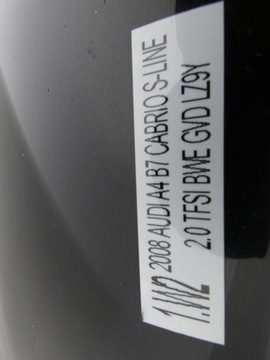 1.W2 2008 AUDI A4 B7 CABRIO S-LINE
2.0 TFSI BWE GVD LZ9Y